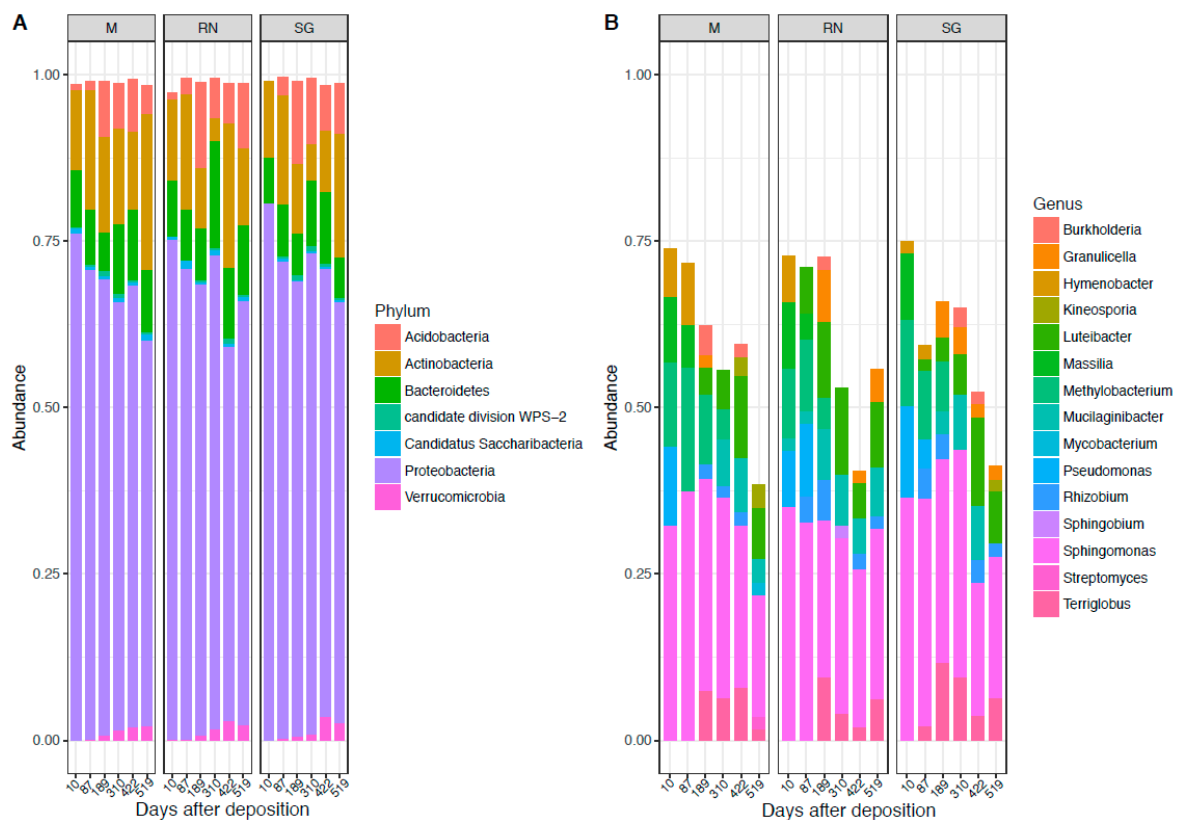 A
M
RN
SG
1.00
0.75
0.50
0.25
0.00
Abundance
10 87 189 310 422 519
10 87 189 310 422 519
10 87 189 310 422 519
Days after deposition
Phylum
Acidobacteria
Actinobacteria
Bacteroidetes
candidate division WPS-2
Candidatus Saccharibacteria
Proteobacteria
Verrucomicrobia
B
M
RN
SG
1.00
0.75
0.50
0.25
0.00
Abundance
10 87 189 310 422 519
10 87 189 310 422 519
10 87 189 310 422 519
Days after deposition
Genus
Burkholderia
Granulicella
Hymenobacter
Kineosporia
Luteibacter
Massilia
Methylobacterium
Mucilaginibacter
Mycobacterium
Pseudomonas
Rhizobium
Sphingobium
Sphingomonas
Streptomyces
Terriglobus